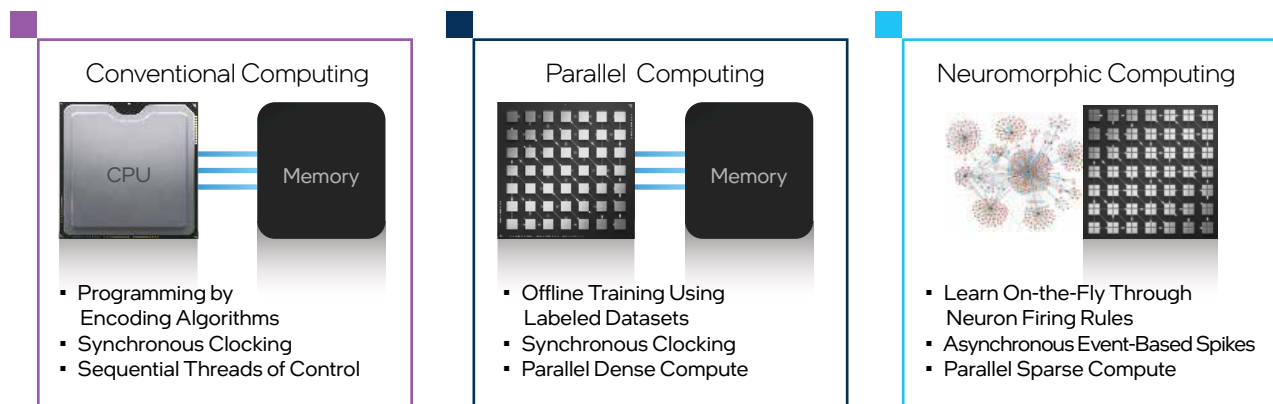 Conventional Computing
CPU
Memory
▪ Programming by
Encoding Algorithms
▪ Synchronous Clocking
▪ Sequential Threads of Control
Parallel Computing
Memory
▪ Offline Training Using
Labeled Datasets
▪ Synchronous Clocking
▪ Parallel Dense Compute
Neuromorphic Computing
▪ Learn On-the-Fly Through
Neuron Firing Rules
▪ Asynchronous Event-Based Spikes
▪ Parallel Sparse Compute